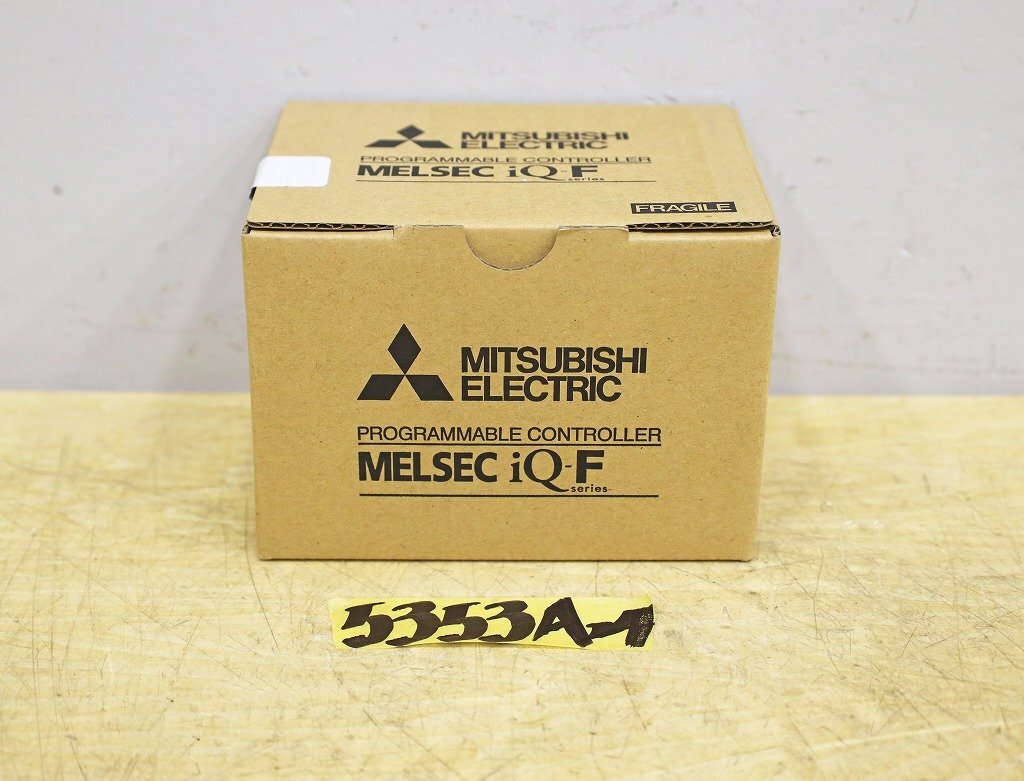 MITSUBISHI
ELECTRIC
PROGRAMMABLE CONTROLLER
MELSEC iQ-F
series
FRAGILE
MITSUBISHI
ELECTRIC
PROGRAMMABLE CONTROLLER
MELSEC iQ-F
series
5353A-1